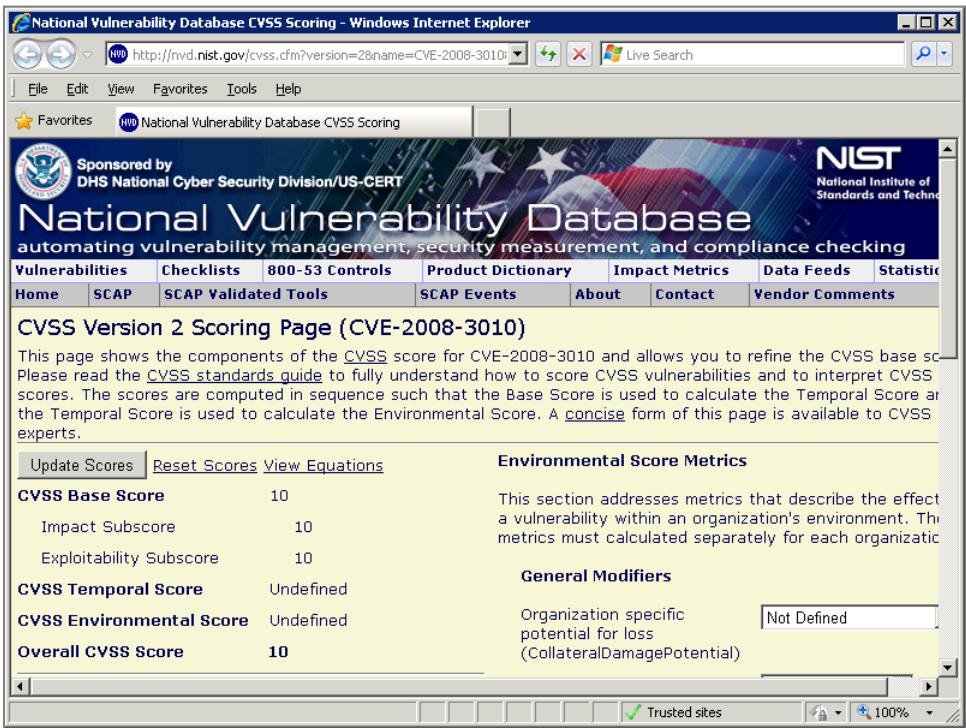 National Vulnerability Database CVSS Scoring - Windows Internet Explorer
http://nvd.nist.gov/cvss.cfm?version=2&name=CVE-2008-3010
Live Search
File Edit View Favorites Tools Help
Favorites
NVD National Vulnerability Database CVSS Scoring
Sponsored by
DHS National Cyber Security Division/US-CERT
NIST
National Institute of
Standards and Techno
National Vulnerability Database
automating vulnerability management, security measurement, and compliance checking
Vulnerabilities Checklists 800-53 Controls Product Dictionary Impact Metrics Data Feeds Statistic
Home SCAP SCAP Validated Tools SCAP Events About Contact Vendor Comments
CVSS Version 2 Scoring Page (CVE-2008-3010)
This page shows the components of the CVSS score for CVE-2008-3010 and allows you to refine the CVSS base sc
Please read the CVSS standards guide to fully understand how to score CVSS vulnerabilities and to interpret CVSS
scores. The scores are computed in sequence such that the Base Score is used to calculate the Temporal Score an
the Temporal Score is used to calculate the Environmental Score. A concise form of this page is available to CVSS
experts.
Update Scores Reset Scores View Equations
CVSS Base Score 10
Impact Subscore 10
Exploitability Subscore 10
CVSS Temporal Score Undefined
CVSS Environmental Score Undefined
Overall CVSS Score 10
Environmental Score Metrics
This section addresses metrics that describe the effect
a vulnerability within an organization's environment. The
metrics must calculated separately for each organizatio
General Modifiers
Organization specific
potential for loss
(CollateralDamagePotential)
Not Defined
Trusted sites
100%